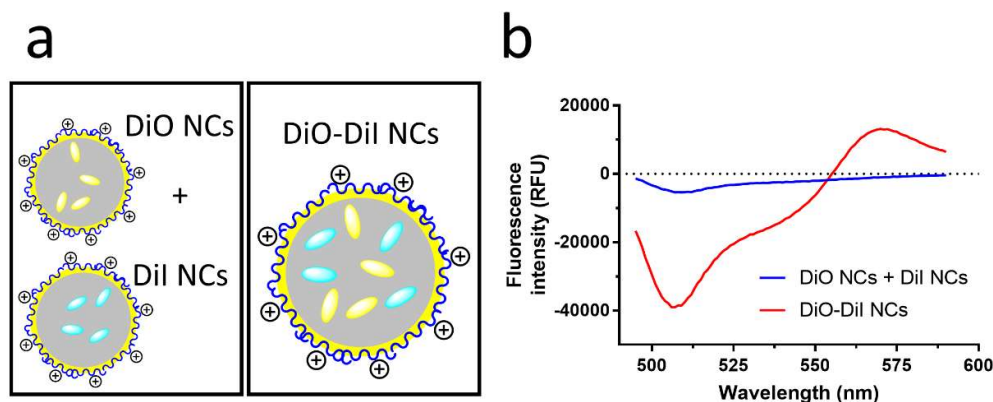 a
DiO NCs
+
DiI NCs
DiO-DiI NCs
b
Fluorescence
intensity (RFU)
20000
0
-20000
-40000
DiO NCs + DiI NCs
DiO-DiI NCs
500
525
550
575
600
Wavelength (nm)